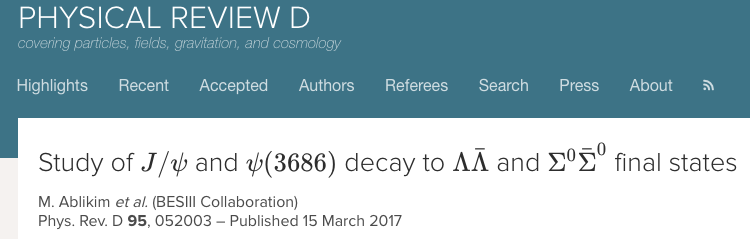 PHYSICAL REVIEW D
covering particles, fields, gravitation, and cosmology
Highlights Recent Accepted Authors Referees Search Press About
Study of J/ψ and ψ(3686) decay to ΛΛ̄ and Σ⁰Σ̄⁰ final states
M. Ablikim et al. (BESIII Collaboration)
Phys. Rev. D 95, 052003 – Published 15 March 2017